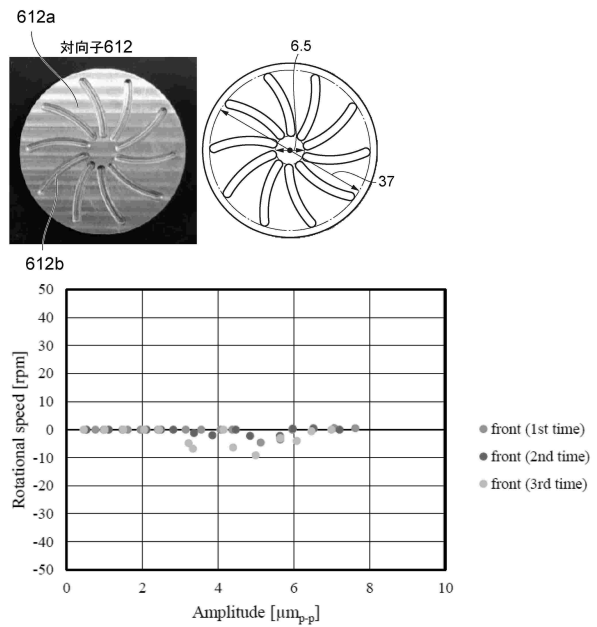 612a
対向子612
6.5
37
612b
Rotational speed [rpm]
50
40
30
20
10
0
-10
-20
-30
-40
-50
0
2
4
6
8
10
Amplitude [μm p-p]
front (1st time)
front (2nd time)
front (3rd time)